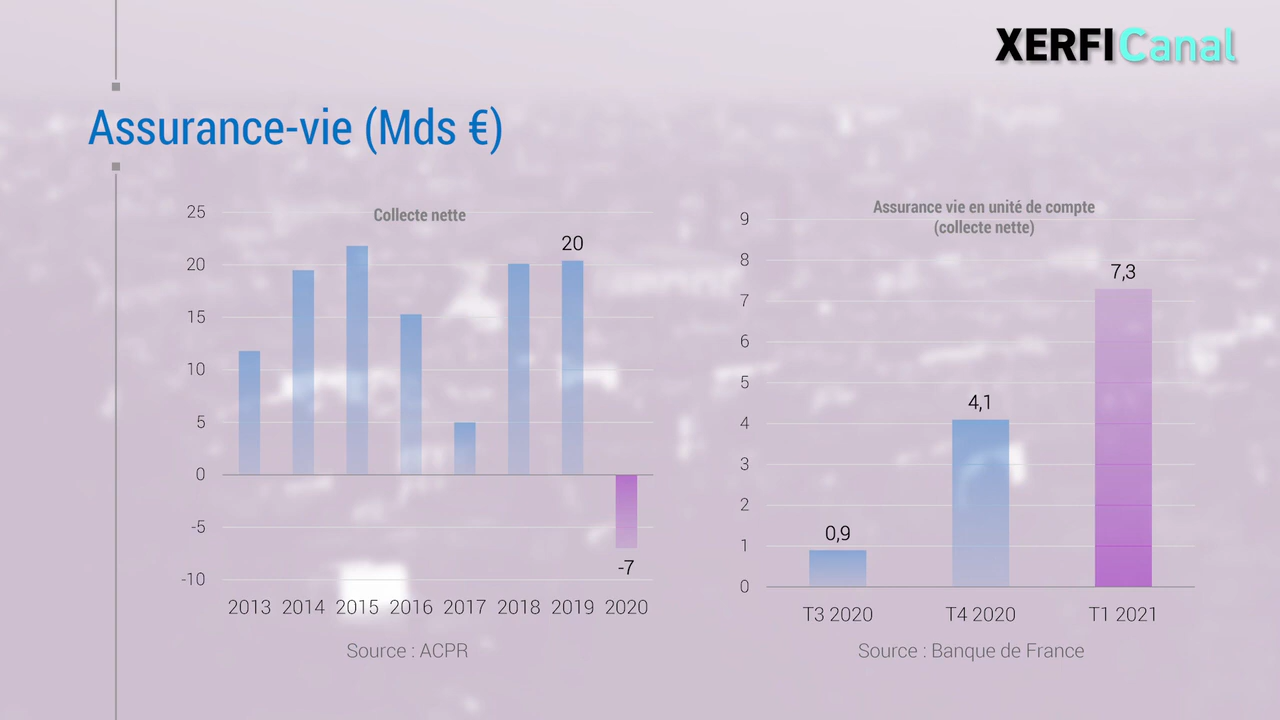 XERFI Canal
Assurance-vie (Mds €)
Collecte nette
25
20
15
10
5
0
-5
-10
20
-7
2013 2014 2015 2016 2017 2018 2019 2020
Source : ACPR
Assurance vie en unité de compte
(collecte nette)
9
8
7
6
5
4
3
2
1
0
0,9
4,1
7,3
T3 2020 T4 2020 T1 2021
Source : Banque de France